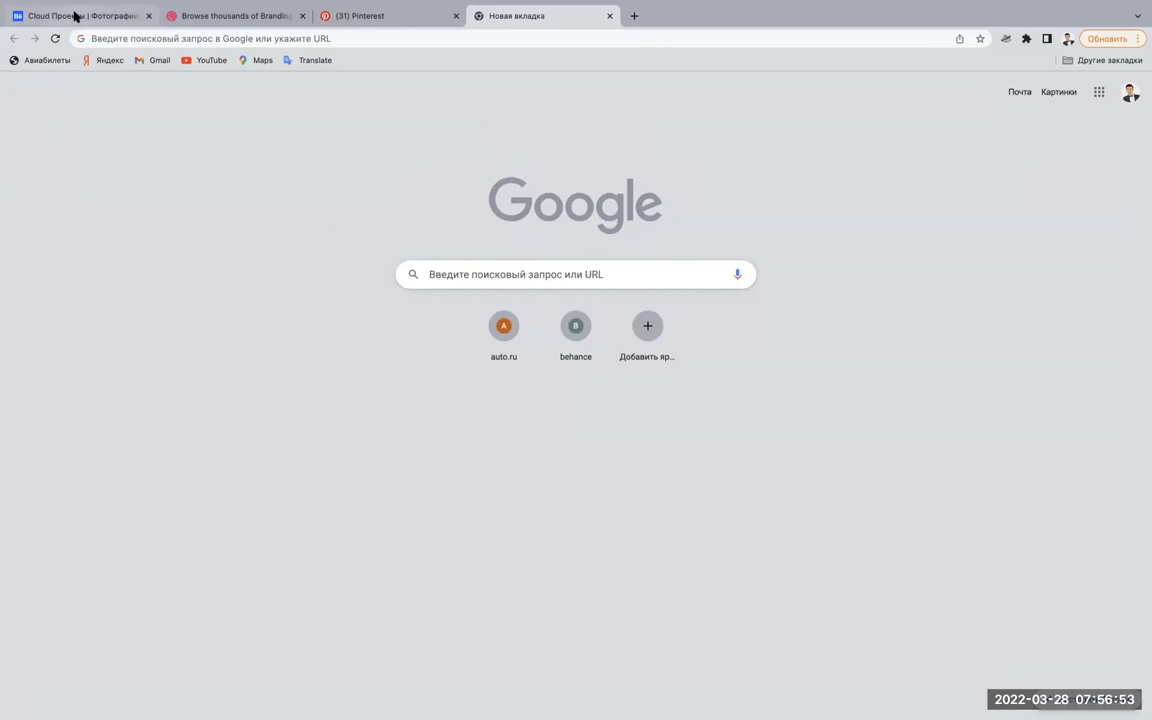 Cloud Проекты | Фотографии
Browse thousands of Branding
(31) Pinterest
Новая вкладка
Введите поисковый запрос в Google или укажите URL
Обновить
Авиабилеты
Яндекс
Gmail
YouTube
Maps
Translate
Другие закладки
Почта
Картинки
Google
Введите поисковый запрос или URL
A
B
auto.ru
behance
Добавить яр...
2022-03-28 07:56:53